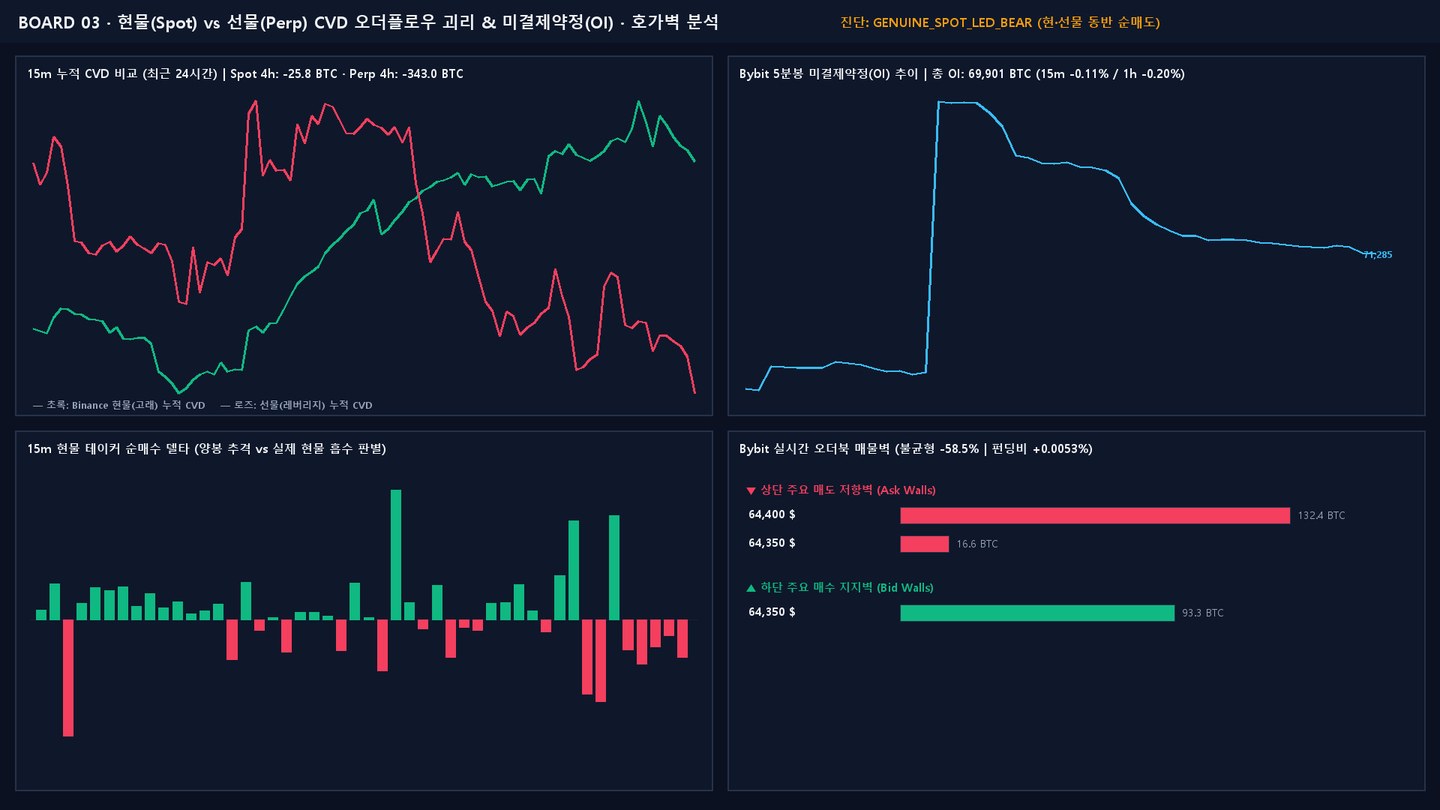 BOARD 03 · 현물(Spot) vs 선물(Perp) CVD 오더플로우 괴리 & 미결제약정(OI) · 호가벽 분석
진단: GENUINE_SPOT_LED_BEAR (현·선물 동반 순매도)
15m 누적 CVD 비교 (최근 24시간) | Spot 4h: -25.8 BTC · Perp 4h: -343.0 BTC
— 초록: Binance 현물(고래) 누적 CVD
— 로즈: 선물(레버리지) 누적 CVD
Bybit 5분봉 미결제약정(OI) 추이 | 총 OI: 69,901 BTC (15m -0.11% / 1h -0.20%)
71,285
15m 현물 테이커 순매수 델타 (양봉 추격 vs 실제 현물 흡수 판별)
Bybit 실시간 오더북 매물벽 (불균형 -58.5% | 펀딩비 +0.0053%)
▼ 상단 주요 매도 저항벽 (Ask Walls)
64,400 $ 132.4 BTC
64,350 $ 16.6 BTC
▲ 하단 주요 매수 지지벽 (Bid Walls)
64,350 $ 93.3 BTC